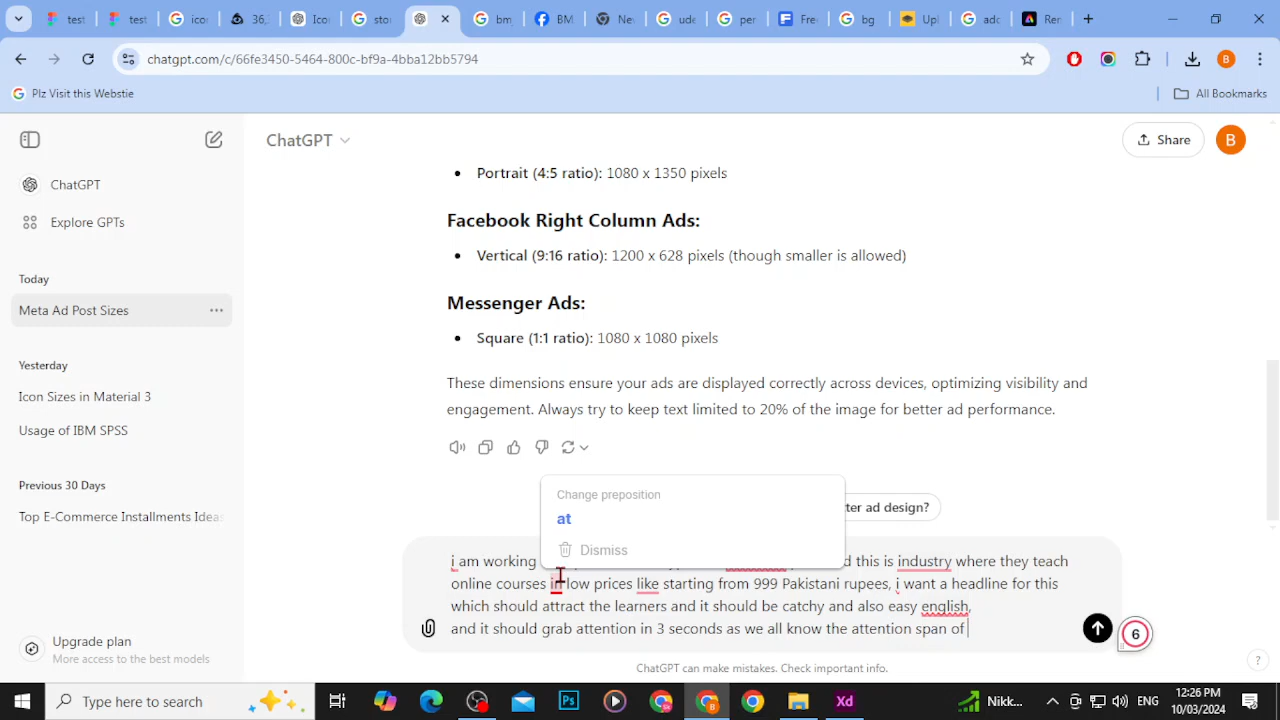 test
test
ico
36,
Ic
sto
bm
BM
Ne
ude
per
Fre
bg
Upl
add
Re
chatgpt.com/c/66fe3450-5464-800c-bf9a-4bba12bb5794
B
Plz Visit this Webstie
All Bookmarks
ChatGPT
Share
B
ChatGPT
Explore GPTs
Today
Meta Ad Post Sizes
Yesterday
Icon Sizes in Material 3
Usage of IBM SPSS
Previous 30 Days
Top E-Commerce Installments Ideas
Upgrade plan
More access to the best models
Portrait (4:5 ratio): 1080 x 1350 pixels
Facebook Right Column Ads:
Vertical (9:16 ratio): 1200 x 628 pixels (though smaller is allowed)
Messenger Ads:
Square (1:1 ratio): 1080 x 1080 pixels
These dimensions ensure your ads are displayed correctly across devices, optimizing visibility and
engagement. Always try to keep text limited to 20% of the image for better ad performance.
Change preposition
at
Dismiss
ter ad design?
i am working d this is industry where they teach
online courses in low prices like starting from 999 Pakistani rupees, i want a headline for this
which should attract the learners and it should be catchy and also easy english,
and it should grab attention in 3 seconds as we all know the attention span of
6
ChatGPT can make mistakes. Check important info.
?
Type here to search
Ps
B
Xd
Nikk...
ENG
12:26 PM
10/03/2024